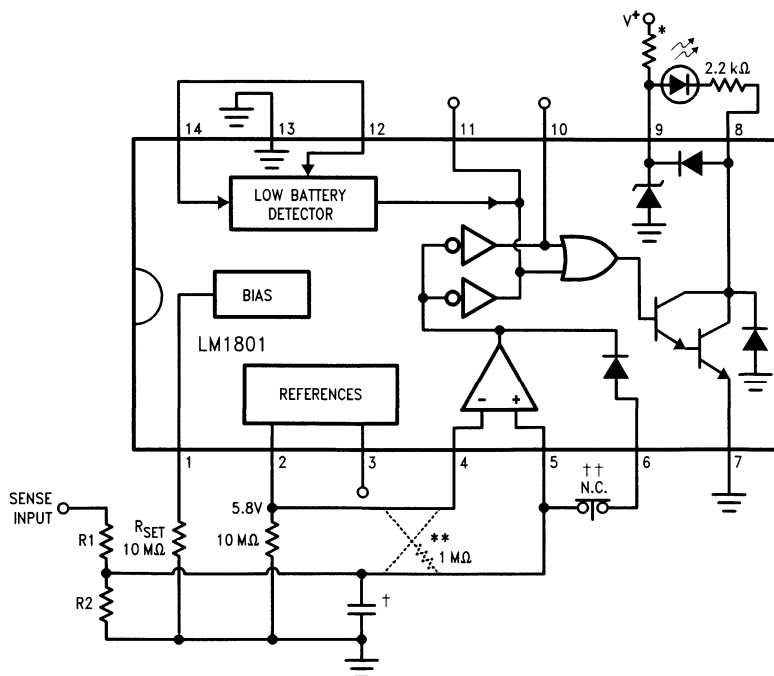 V+
*
2.2 kΩ
14 13 12 11 10 9 8
LOW BATTERY
DETECTOR
BIAS
LM1801
REFERENCES
- +
1 2 3 4 5 6 7
††
N.C.
SENSE
INPUT
5.8V
R1
RSET
10 MΩ
10 MΩ
**
1 MΩ
R2
†